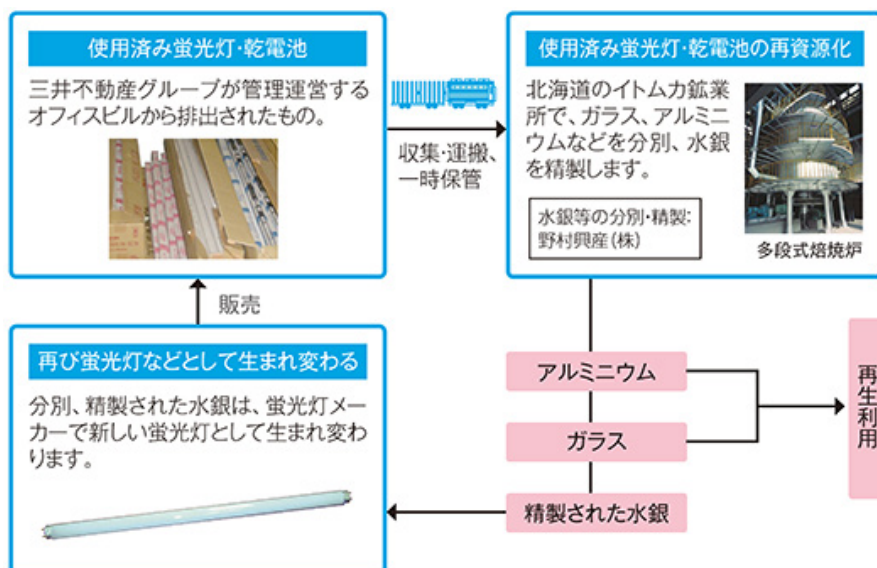 使用済み蛍光灯・乾電池
三井不動産グループが管理運営する
オフィスビルから排出されたもの。
収集・運搬、
一時保管
使用済み蛍光灯・乾電池の再資源化
北海道のイトムカ鉱業
所で、ガラス、アルミニ
ウムなどを分別、水銀
を精製します。
水銀等の分別・精製：
野村興産（株）
多段式焙焼炉
販売
再び蛍光灯などとして生まれ変わる
分別、精製された水銀は、蛍光灯メー
カーで新しい蛍光灯として生まれ変わ
ります。
アルミニウム
ガラス
精製された水銀
再生利用